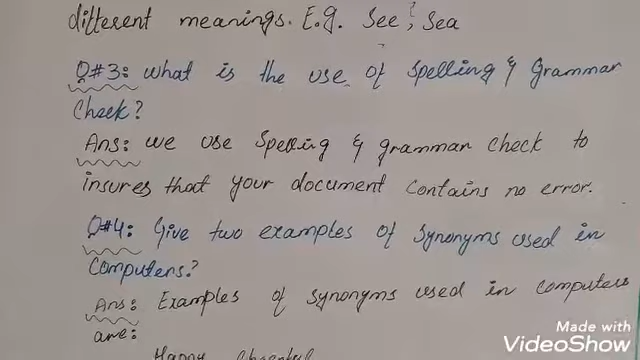 different meanings. E.g. See, Sea
Q#3: What is the use of Spelling & Grammar
Check?
Ans: we use Spelling & grammar check to
insures that your document contains no error.
Q#4: Give two examples of synonyms used in
Computers?
Ans: Examples of synonyms used in computers
are:
Happy Cheerful
Made with
VideoShow